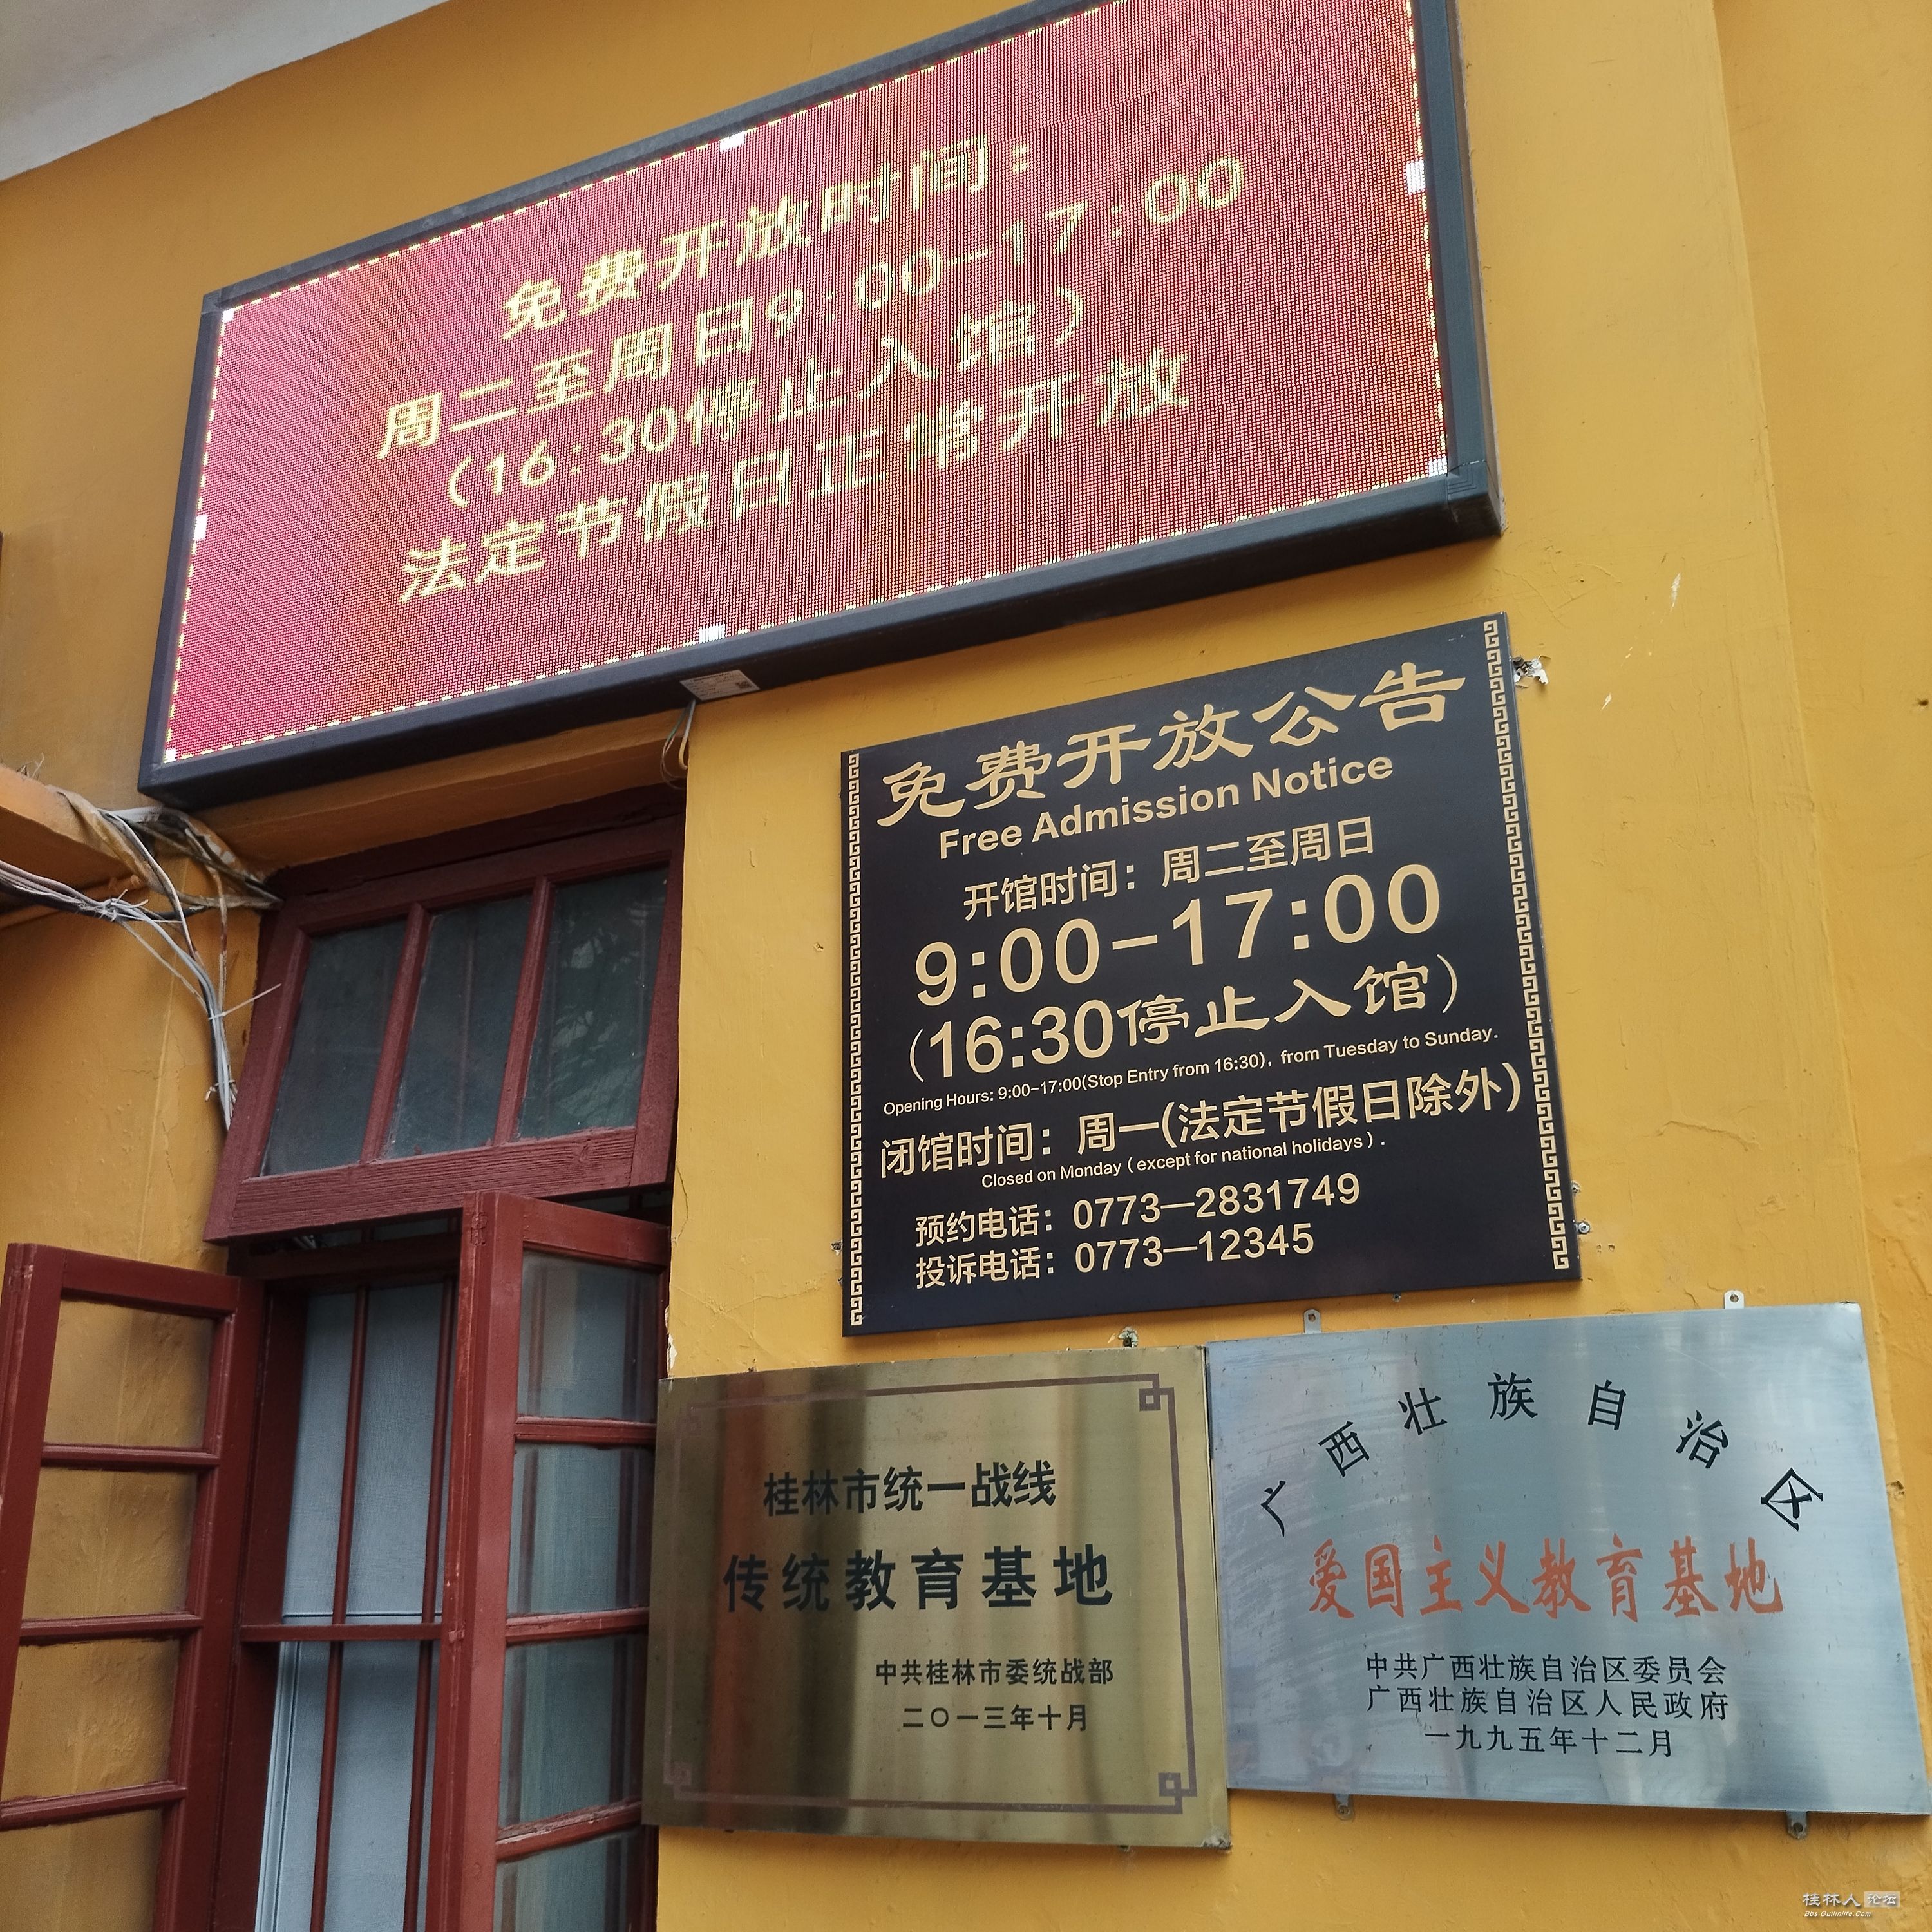 免费开放时间：
周二至周日9:00—17:00
（16:30停止入馆）
法定节假日正常开放
免费开放公告
Free Admission Notice
开馆时间：周二至周日
9:00-17:00
（16:30停止入馆）
Opening Hours: 9:00-17:00(Stop Entry from 16:30), from Tuesday to Sunday.
闭馆时间：周一(法定节假日除外)
Closed on Monday ( except for national holidays ) .
预约电话：0773—2831749
投诉电话：0773—12345
桂林市统一战线
传统教育基地
中共桂林市委统战部
二〇一三年十月
广西壮族自治区
爱国主义教育基地
中共广西壮族自治区委员会
广西壮族自治区人民政府
一九九五年十二月
桂林人论坛
Bbs.Guilinlife.Com